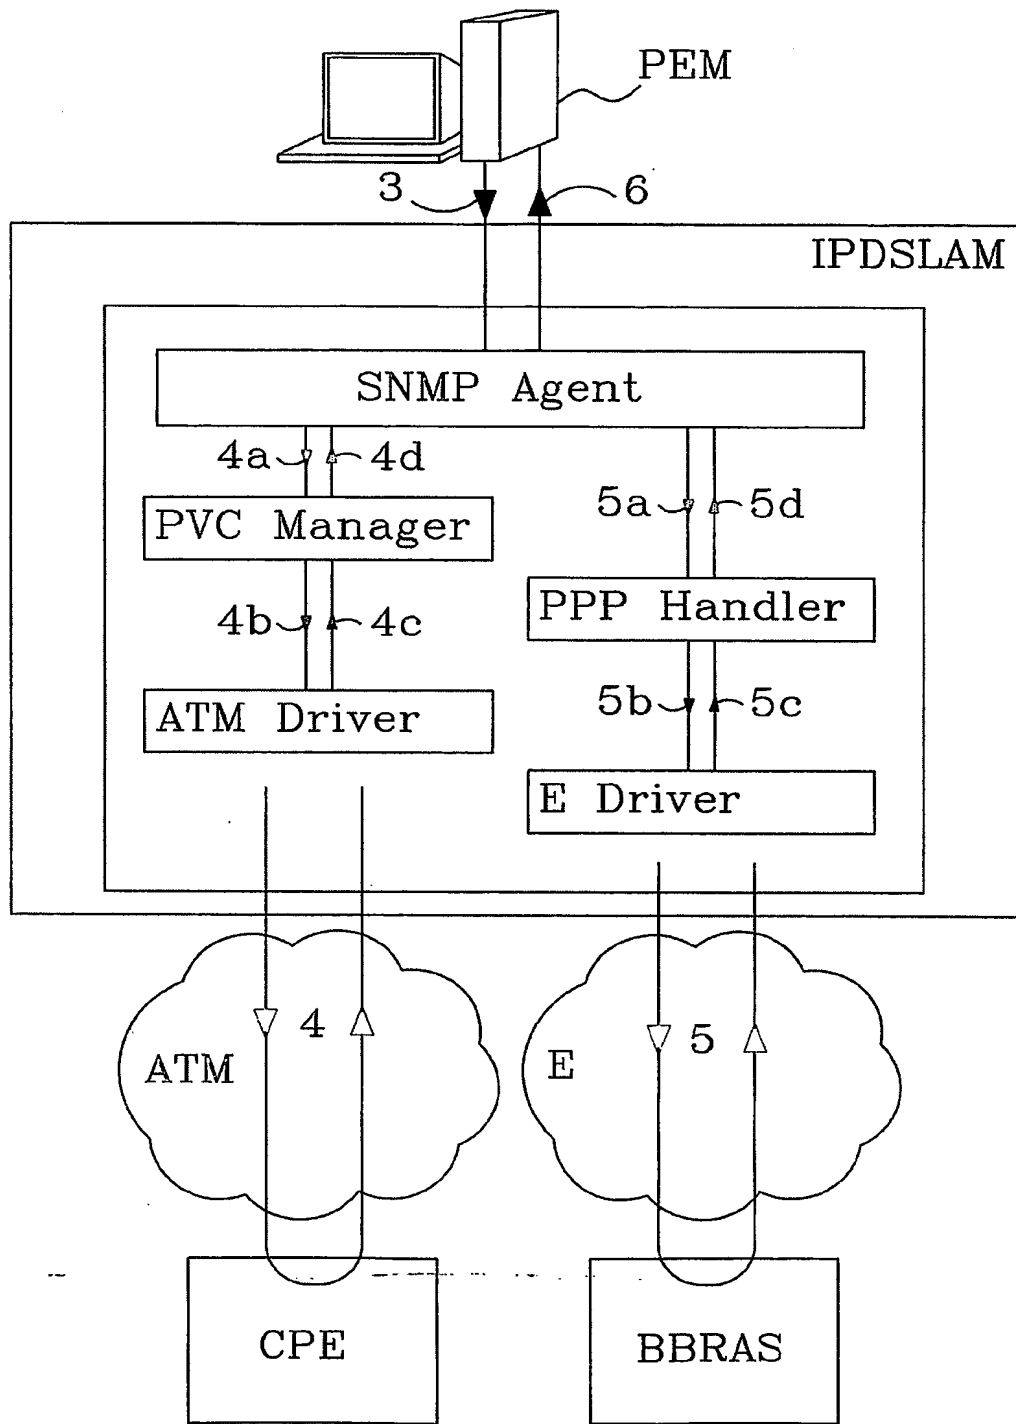 PEM
3
6
IPDSLAM
SNMP Agent
4a
4d
5a
5d
PVC Manager
PPP Handler
4b
4c
5b
5c
ATM Driver
E Driver
4
5
ATM
E
CPE
BBRAS